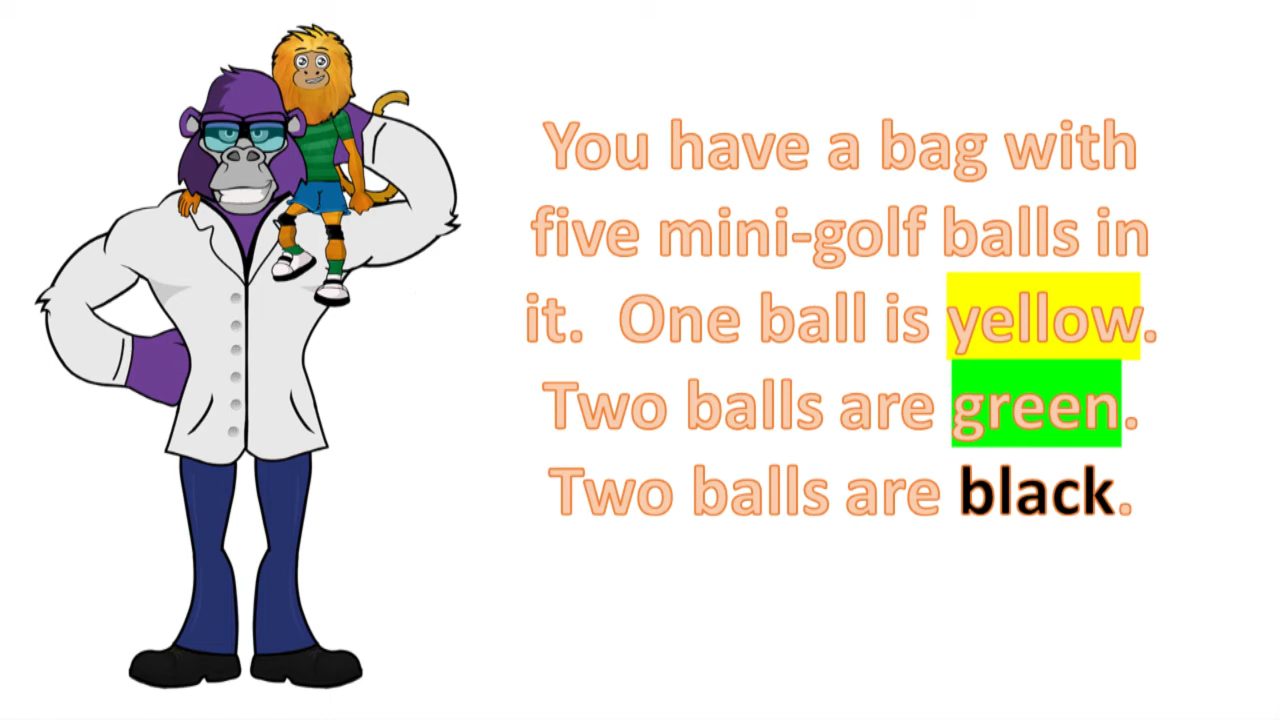 You have a bag with
five mini-golf balls in
it.  One ball is yellow.
Two balls are green.
Two balls are black.